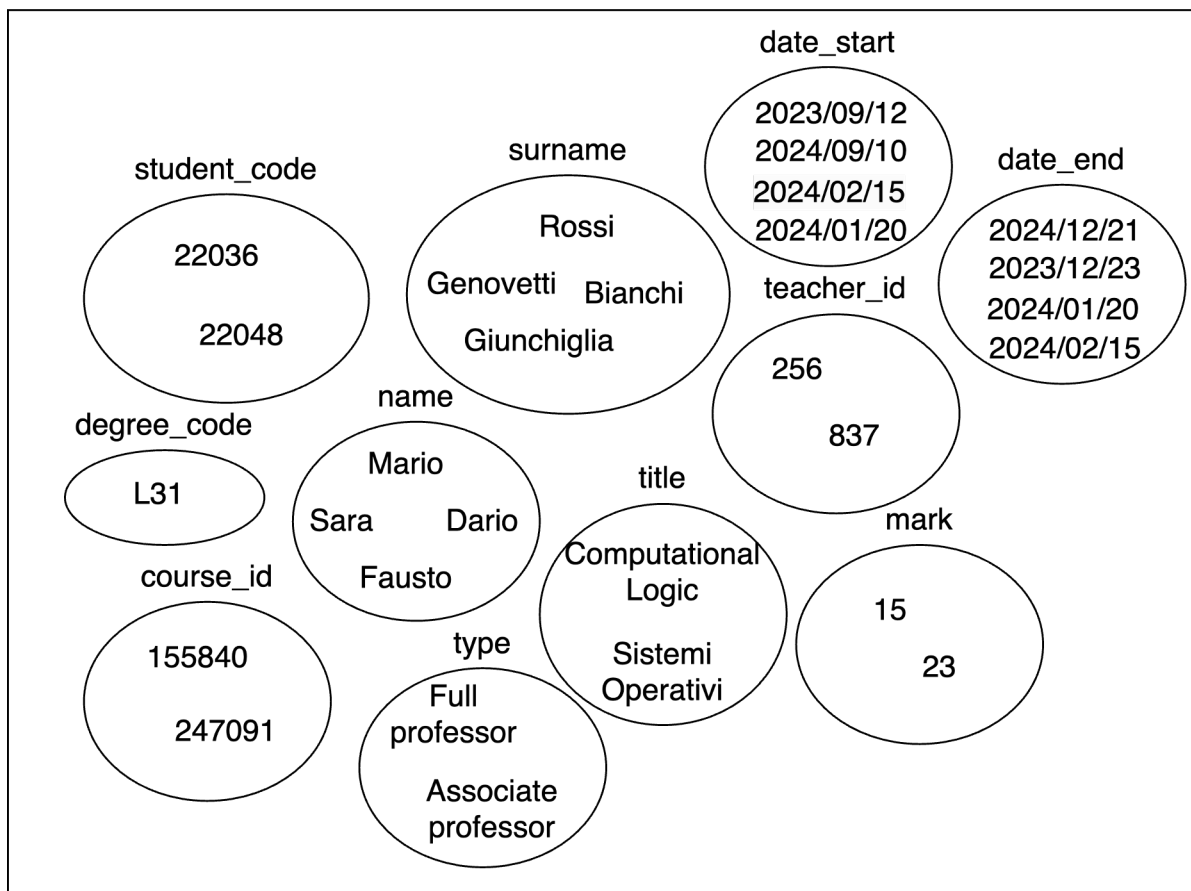 date_start
2023/09/12
2024/09/10
2024/02/15
2024/01/20
surname
Rossi
Genovetti
Bianchi
Giunchiglia
date_end
2024/12/21
2023/12/23
2024/01/20
2024/02/15
student_code
22036
22048
teacher_id
256
837
degree_code
L31
name
Mario
Sara
Dario
Fausto
title
Computational
Logic
Sistemi
Operativi
mark
15
23
course_id
155840
247091
type
Full
professor
Associate
professor